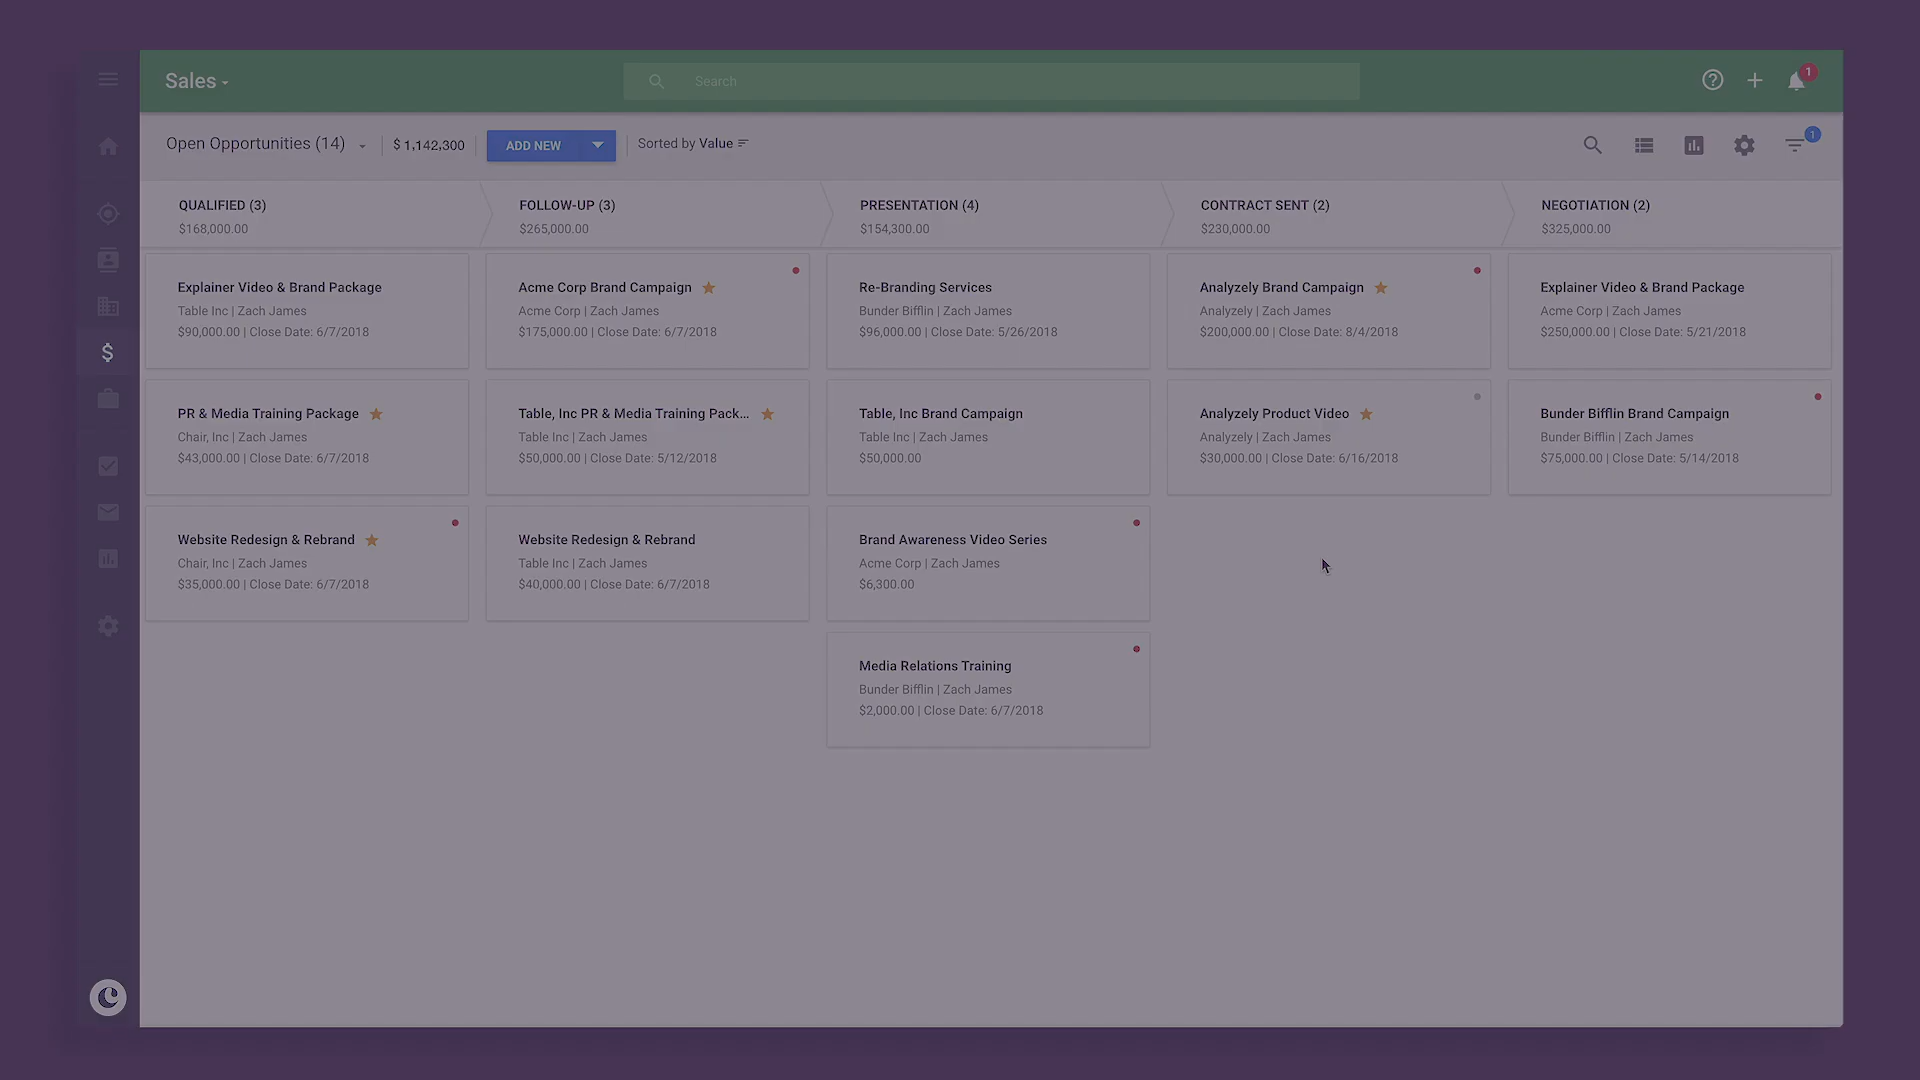 Sales
Search
1
Open Opportunities (14)
$ 1,142,300
ADD NEW
Sorted by Value
1
QUALIFIED (3)
$168,000.00
FOLLOW-UP (3)
$265,000.00
PRESENTATION (4)
$154,300.00
CONTRACT SENT (2)
$230,000.00
NEGOTIATION (2)
$325,000.00
Explainer Video & Brand Package
Table Inc | Zach James
$90,000.00 | Close Date: 6/7/2018
PR & Media Training Package
Chair, Inc | Zach James
$43,000.00 | Close Date: 6/7/2018
Website Redesign & Rebrand
Chair, Inc | Zach James
$35,000.00 | Close Date: 6/7/2018
Acme Corp Brand Campaign
Acme Corp | Zach James
$175,000.00 | Close Date: 6/7/2018
Table, Inc PR & Media Training Pack...
Table Inc | Zach James
$50,000.00 | Close Date: 5/12/2018
Website Redesign & Rebrand
Table Inc | Zach James
$40,000.00 | Close Date: 6/7/2018
Re-Branding Services
Bunder Bifflin | Zach James
$96,000.00 | Close Date: 5/26/2018
Table, Inc Brand Campaign
Table Inc | Zach James
$50,000.00
Brand Awareness Video Series
Acme Corp | Zach James
$6,300.00
Media Relations Training
Bunder Bifflin | Zach James
$2,000.00 | Close Date: 6/7/2018
Analyzely Brand Campaign
Analyzely | Zach James
$200,000.00 | Close Date: 8/4/2018
Analyzely Product Video
Analyzely | Zach James
$30,000.00 | Close Date: 6/16/2018
Explainer Video & Brand Package
Acme Corp | Zach James
$250,000.00 | Close Date: 5/21/2018
Bunder Bifflin Brand Campaign
Bunder Bifflin | Zach James
$75,000.00 | Close Date: 5/14/2018